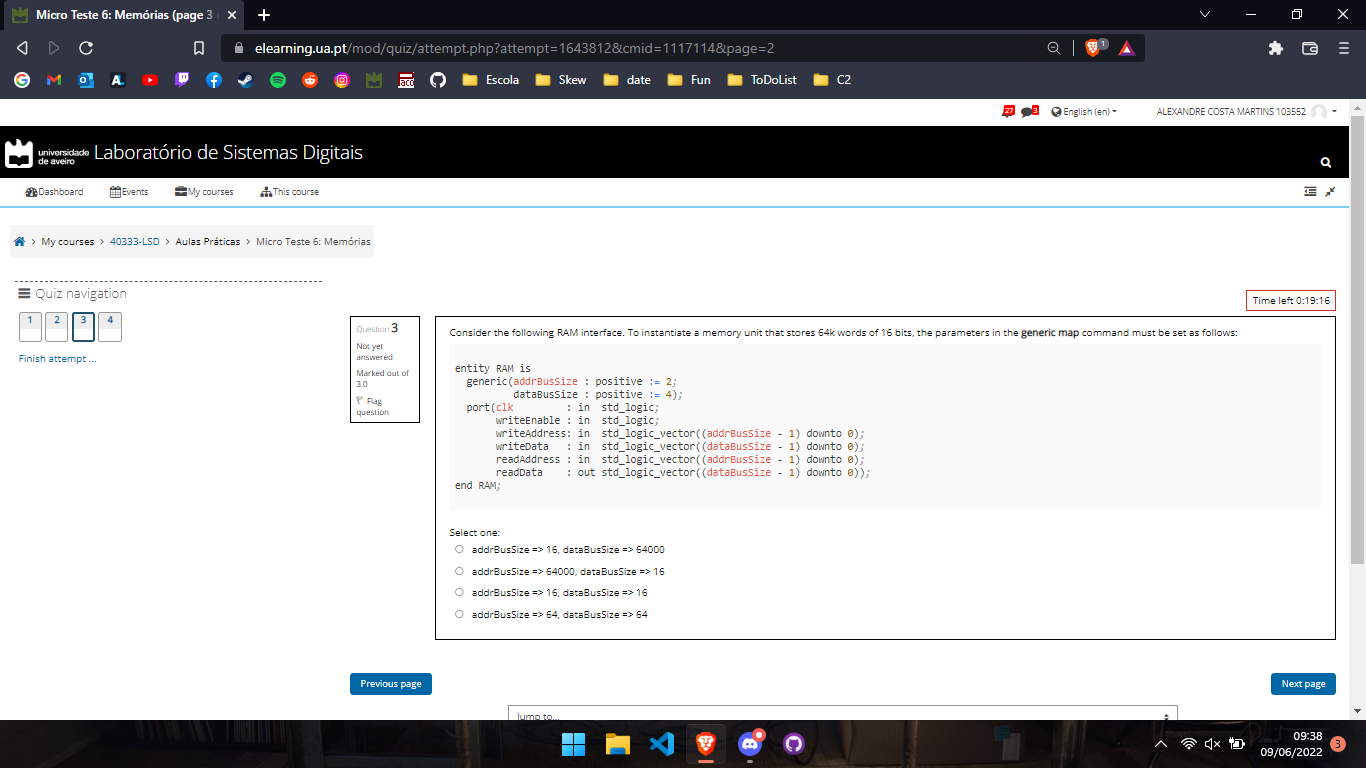 Micro Teste 6: Memórias (page 3
elearning.ua.pt/mod/quiz/attempt.php?attempt=1643812&cmid=1117114&page=2
1
Escola
Skew
date
Fun
ToDoList
C2
27
3
English (en)
ALEXANDRE COSTA MARTINS 103552
universidade
de aveiro
Laboratório de Sistemas Digitais
Dashboard
Events
My courses
This course
My courses > 40333-LSD > Aulas Práticas > Micro Teste 6: Memórias
Quiz navigation
1 2 3 4
Finish attempt ...
Time left 0:19:16
Question 3
Not yet
answered
Marked out of
3.0
Flag
question
Consider the following RAM interface. To instantiate a memory unit that stores 64k words of 16 bits, the parameters in the generic map command must be set as follows:
entity RAM is
generic(addrBusSize : positive := 2;
dataBusSize : positive := 4);
port(clk : in std_logic;
writeEnable : in std_logic;
writeAddress: in std_logic_vector((addrBusSize - 1) downto 0);
writeData : in std_logic_vector((dataBusSize - 1) downto 0);
readAddress : in std_logic_vector((addrBusSize - 1) downto 0);
readData : out std_logic_vector((dataBusSize - 1) downto 0));
end RAM;
Select one:
addrBusSize => 16, dataBusSize => 64000
addrBusSize => 64000, dataBusSize => 16
addrBusSize => 16, dataBusSize => 16
addrBusSize => 64, dataBusSize => 64
Previous page
Next page
Jump to...
09:38
09/06/2022
3